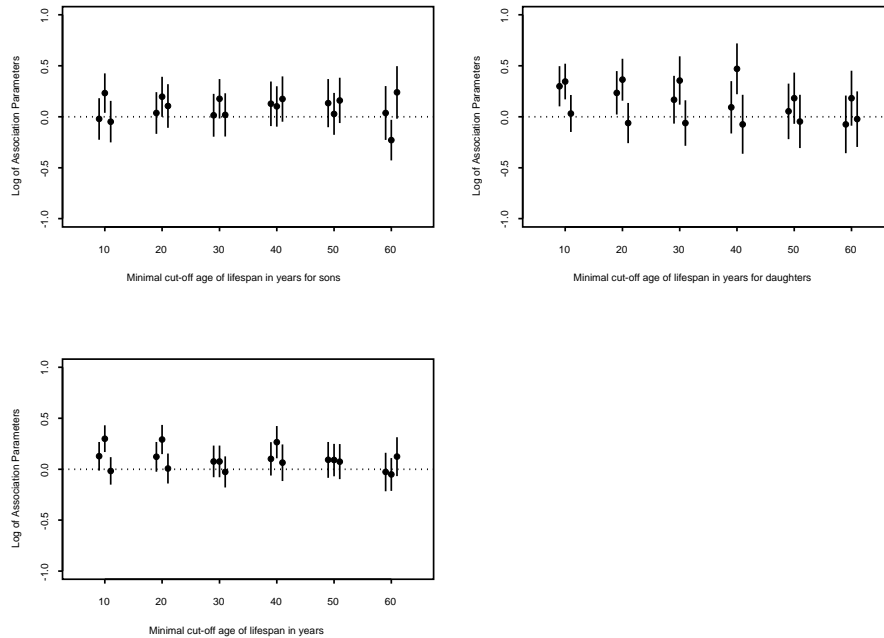 Log of Association Parameters
1.0
0.5
0.0
-0.5
-1.0
10 20 30 40 50 60
Minimal cut-off age of lifespan in years for sons
Log of Association Parameters
1.0
0.5
0.0
-0.5
-1.0
10 20 30 40 50 60
Minimal cut-off age of lifespan in years for daughters
Log of Association Parameters
1.0
0.5
0.0
-0.5
-1.0
10 20 30 40 50 60
Minimal cut-off age of lifespan in years